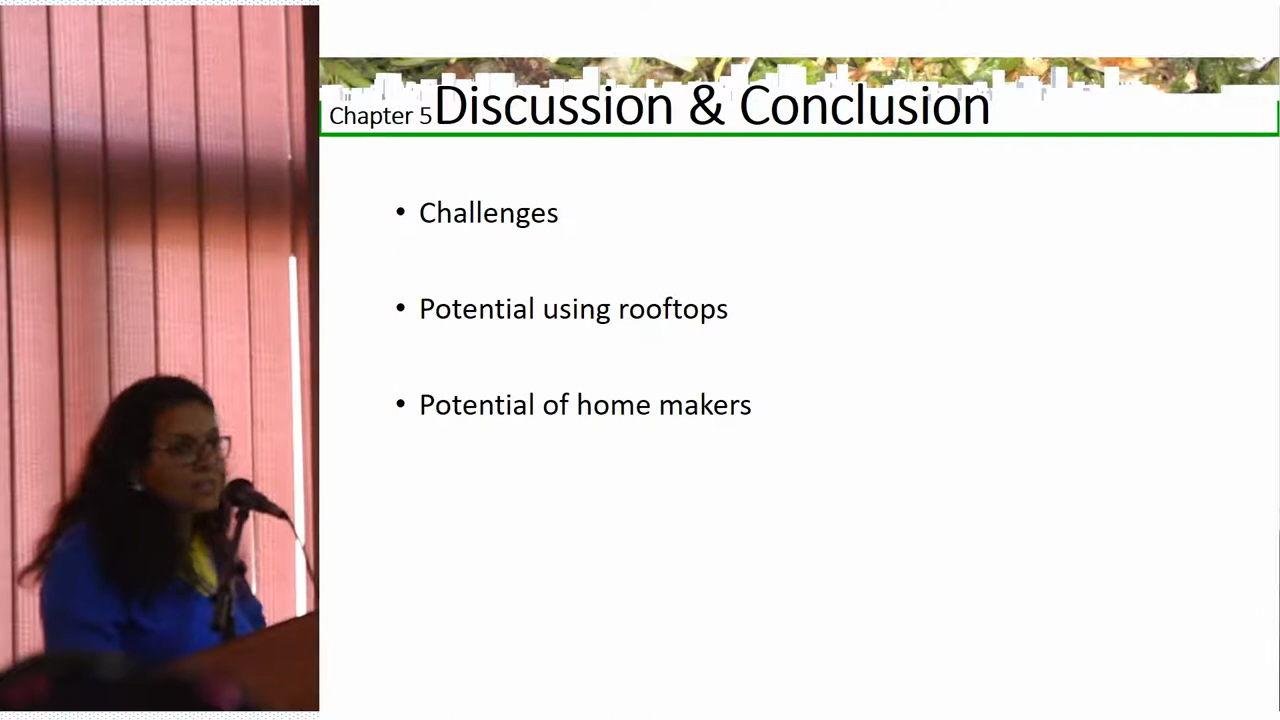 Chapter 5 Discussion & Conclusion
• Challenges
• Potential using rooftops
• Potential of home makers